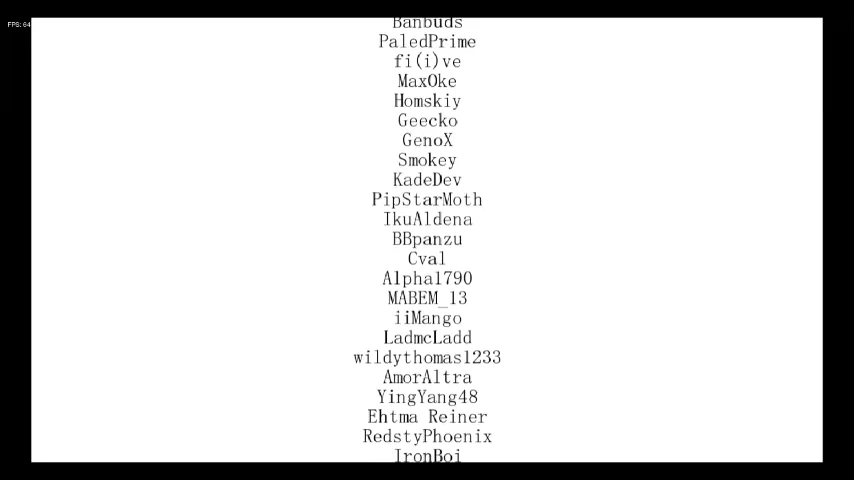 FPS: 64
Banbuds
PaledPrime
fi(i)ve
MaxOke
Homskiy
Geecko
GenoX
Smokey
KadeDev
PipStarMoth
IkuAldena
BBpanzu
Cval
Alpha1790
MABEM_13
iiMango
LadmcLadd
wildythomas1233
AmorAltra
YingYang48
Ehtma Reiner
RedstyPhoenix
IronBoi